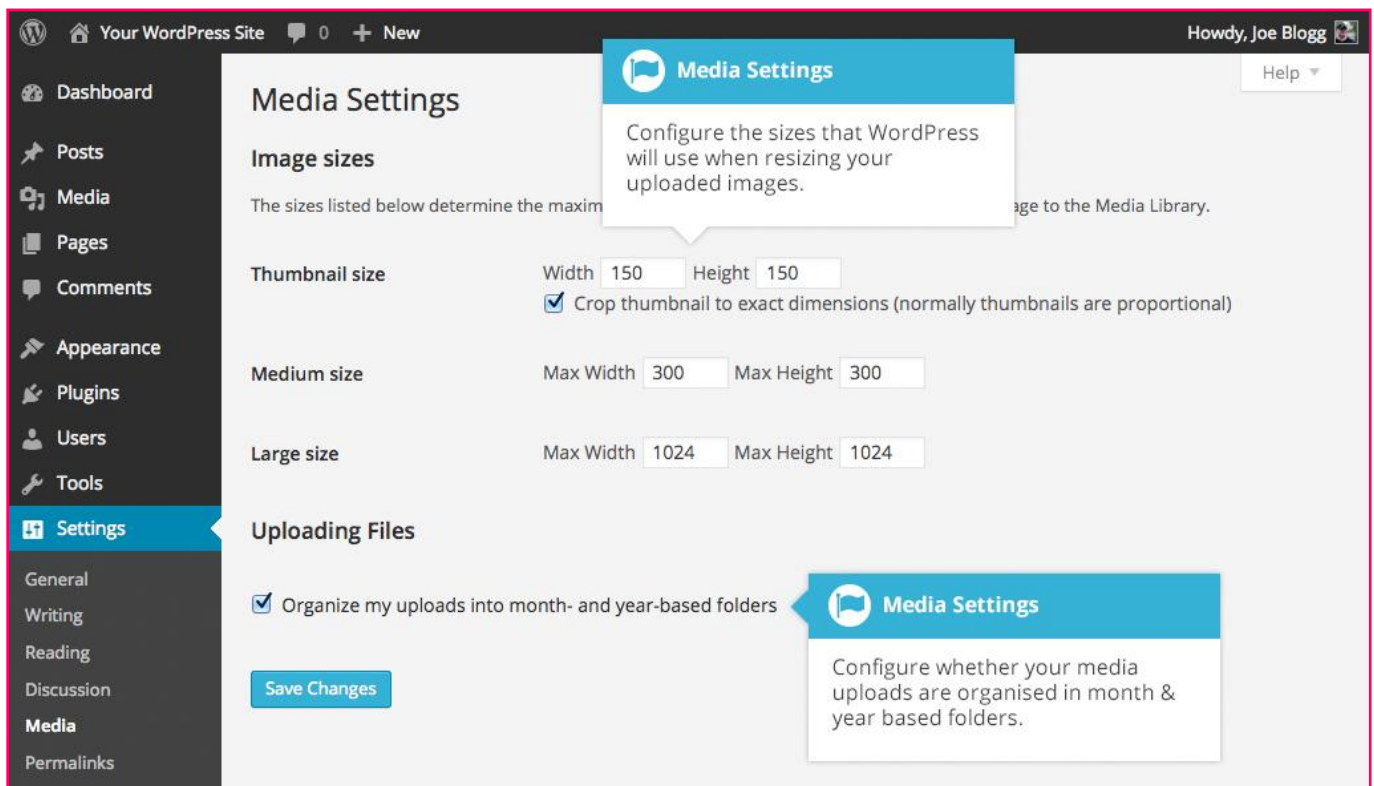 Your WordPress Site 0 + New Howdy, Joe Blogg
Help
Dashboard
Posts
Media
Pages
Comments
Appearance
Plugins
Users
Tools
Settings
General
Writing
Reading
Discussion
Media
Permalinks
Media Settings
Media Settings
Configure the sizes that WordPress
will use when resizing your
uploaded images.
Image sizes
The sizes listed below determine the maxim
age to the Media Library.
Thumbnail size Width 150 Height 150
Crop thumbnail to exact dimensions (normally thumbnails are proportional)
Medium size Max Width 300 Max Height 300
Large size Max Width 1024 Max Height 1024
Uploading Files
Organize my uploads into month- and year-based folders
Media Settings
Configure whether your media
uploads are organised in month &
year based folders.
Save Changes